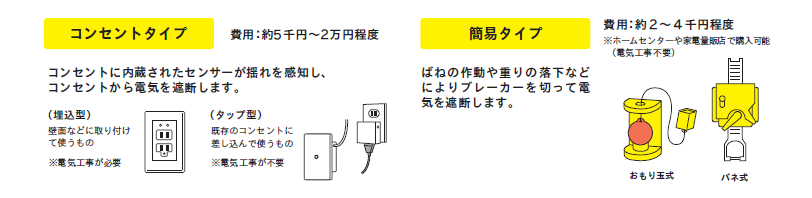 コンセントタイプ
費用：約5千円～2万円程度
コンセントに内蔵されたセンサーが揺れを感知し、
コンセントから電気を遮断します。
（埋込型）
壁面などに取り付け
て使うもの
※電気工事が必要
（タップ型）
既存のコンセントに
差し込んで使うもの
※電気工事が不要
簡易タイプ
費用：約２～４千円程度
※ホームセンターや家電量販店で購入可能
（電気工事不要）
ばねの作動や重りの落下など
によりブレーカーを切って電
気を遮断します。
おもり玉式
バネ式